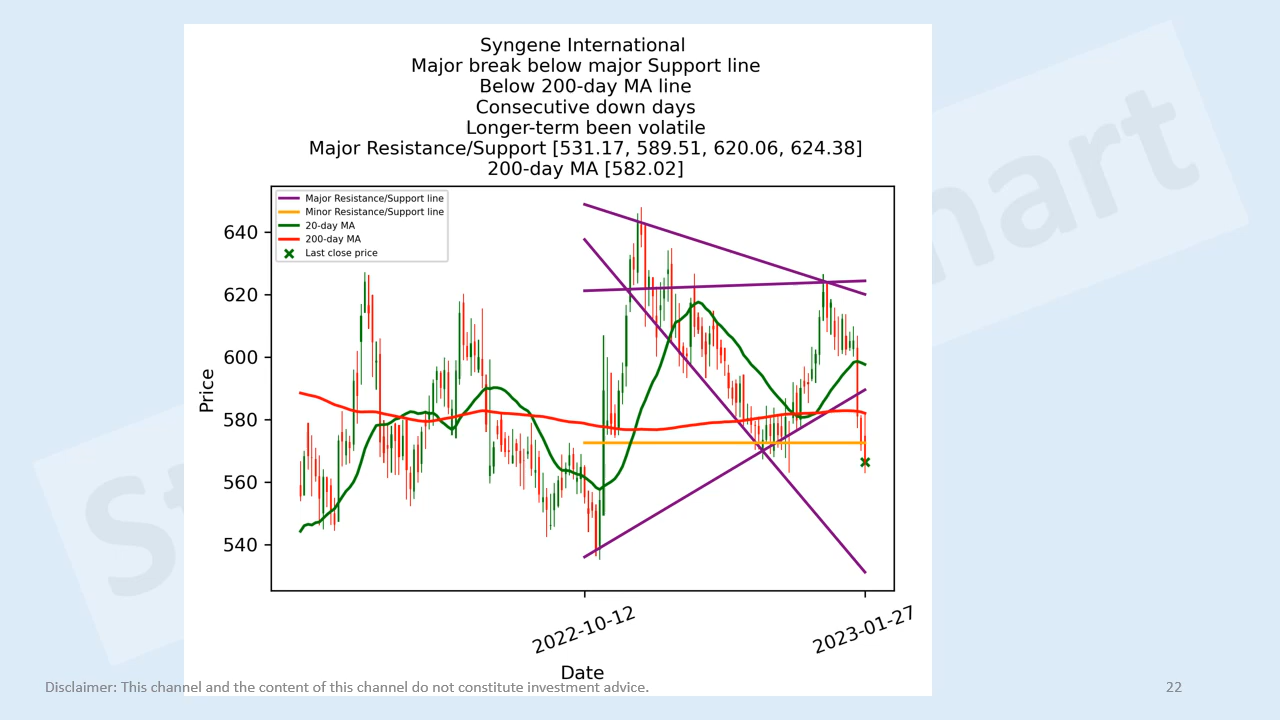 Syngene International
Major break below major Support line
Below 200-day MA line
Consecutive down days
Longer-term been volatile
Major Resistance/Support [531.17, 589.51, 620.06, 624.38]
200-day MA [582.02]
Major Resistance/Support line
Minor Resistance/Support line
20-day MA
200-day MA
Last close price
640
620
600
580
560
540
Price
2022-10-12
2023-01-27
Date
Disclaimer: This channel and the content of this channel do not constitute investment advice.
22